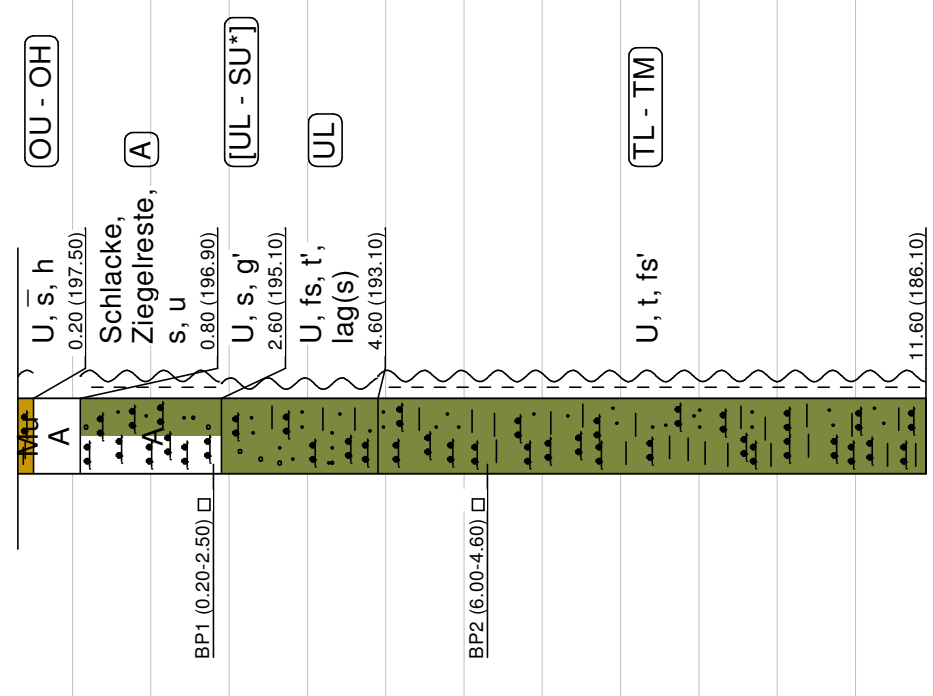 U, s̄, h
0.20 (197.50)
OU - OH
Schlacke,
Ziegelreste,
s, u
0.80 (196.90)
A
U, s, g'
2.60 (195.10)
[UL - SU*]
U, fs, t',
lag(s)
4.60 (193.10)
UL
U, t, fs'
11.60 (186.10)
TL - TM
Mu
A
A
BP1 (0.20-2.50)
BP2 (6.00-4.60)